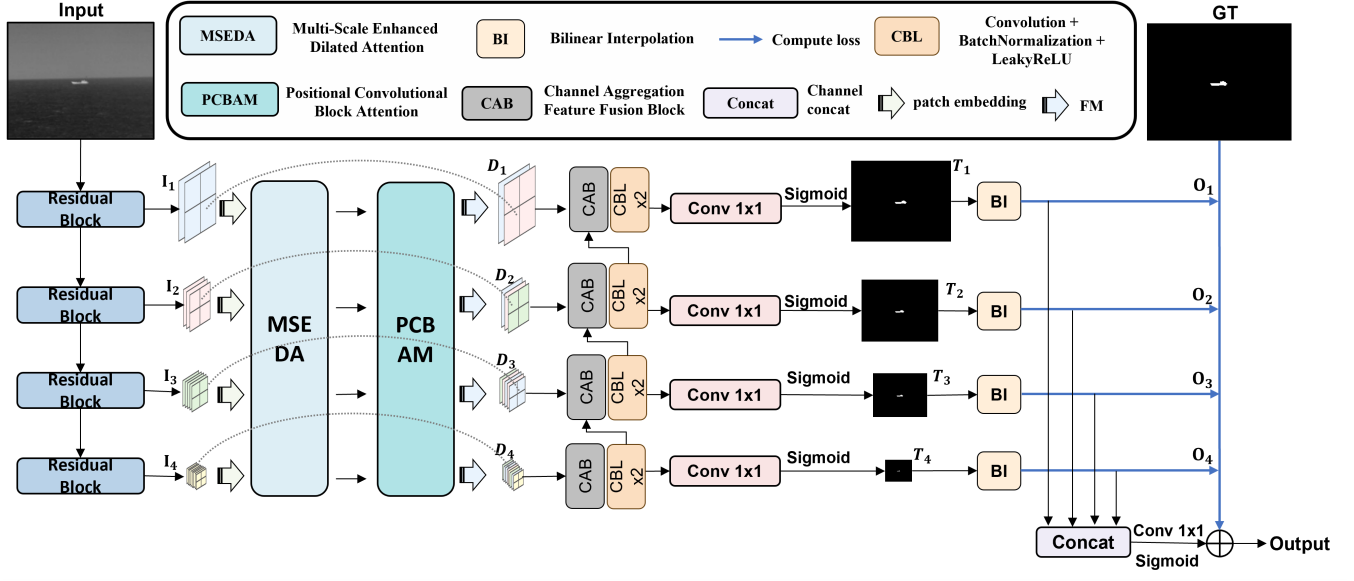 Input
GT
MSEDA
Multi-Scale Enhanced
Dilated Attention
BI
Bilinear Interpolation
Compute loss
CBL
Convolution +
BatchNormalization +
LeakyReLU
PCBAM
Positional Convolutional
Block Attention
CAB
Channel Aggregation
Feature Fusion Block
Concat
Channel
concat
patch embedding
FM
Residual
Block
I₁
MSE
DA
PCB
AM
D₁
CAB
CBL
x2
Conv 1x1
Sigmoid
T₁
BI
O₁
Residual
Block
I₂
D₂
CAB
CBL
x2
Conv 1x1
Sigmoid
T₂
BI
O₂
Residual
Block
I₃
D₃
CAB
CBL
x2
Conv 1x1
Sigmoid
T₃
BI
O₃
Residual
Block
I₄
D₄
CAB
CBL
x2
Conv 1x1
Sigmoid
T₄
BI
O₄
Concat
Conv 1x1
Sigmoid
Output